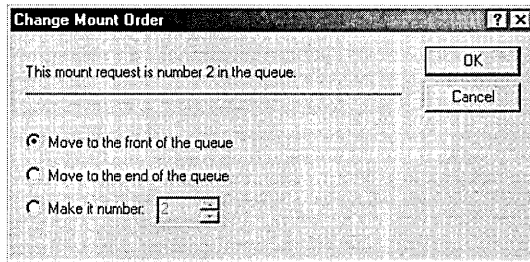 Change Mount Order
This mount request is number 2 in the queue.
OK
Cancel
Move to the front of the queue
Move to the end of the queue
Make it number: 2